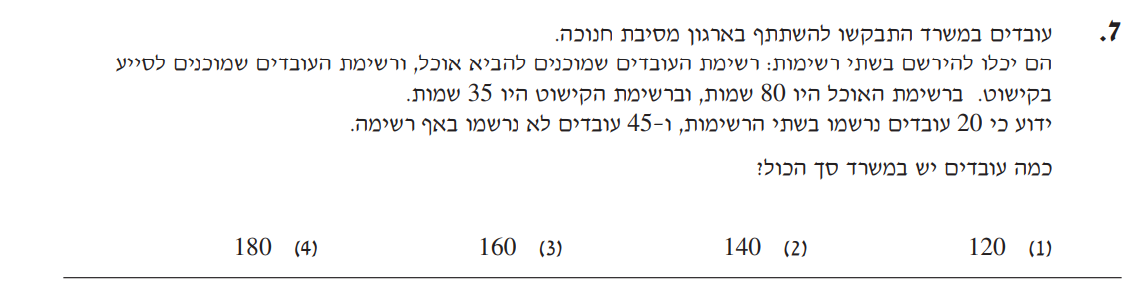 7. עובדים במשרד התבקשו להשתתף בארגון מסיבת חנוכה.
הם יכלו להירשם בשתי רשימות: רשימת העובדים שמוכנים להביא אוכל, ורשימת העובדים שמוכנים לסייע
בקישוט. ברשימת האוכל היו 80 שמות, וברשימת הקישוט היו 35 שמות.
ידוע כי 20 עובדים נרשמו בשתי הרשימות, ו-45 עובדים לא נרשמו באף רשימה.
כמה עובדים יש במשרד סך הכול?
(1) 120 (2) 140 (3) 160 (4) 180